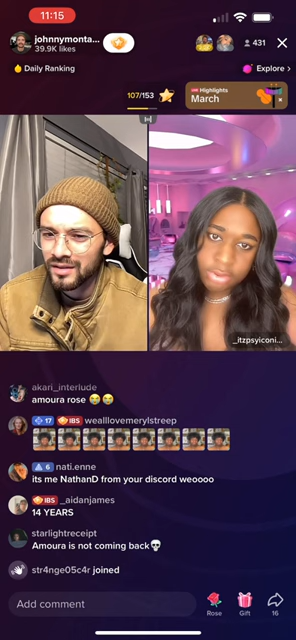 11:15
johnnymonta...
39.9K likes
431
Daily Ranking
Explore >
107/153
LIVE Highlights
March
_itzpsyiconi...
akari_interlude
amoura rose 😭😭
17 IBS wealllovemerylstreep
6 nati.enne
its me NathanD from your discord weoooo
IBS _aidanjames
14 YEARS
starlightreceipt
Amoura is not coming back💀
str4nge05c4r joined
Add comment
Rose
Gift
16